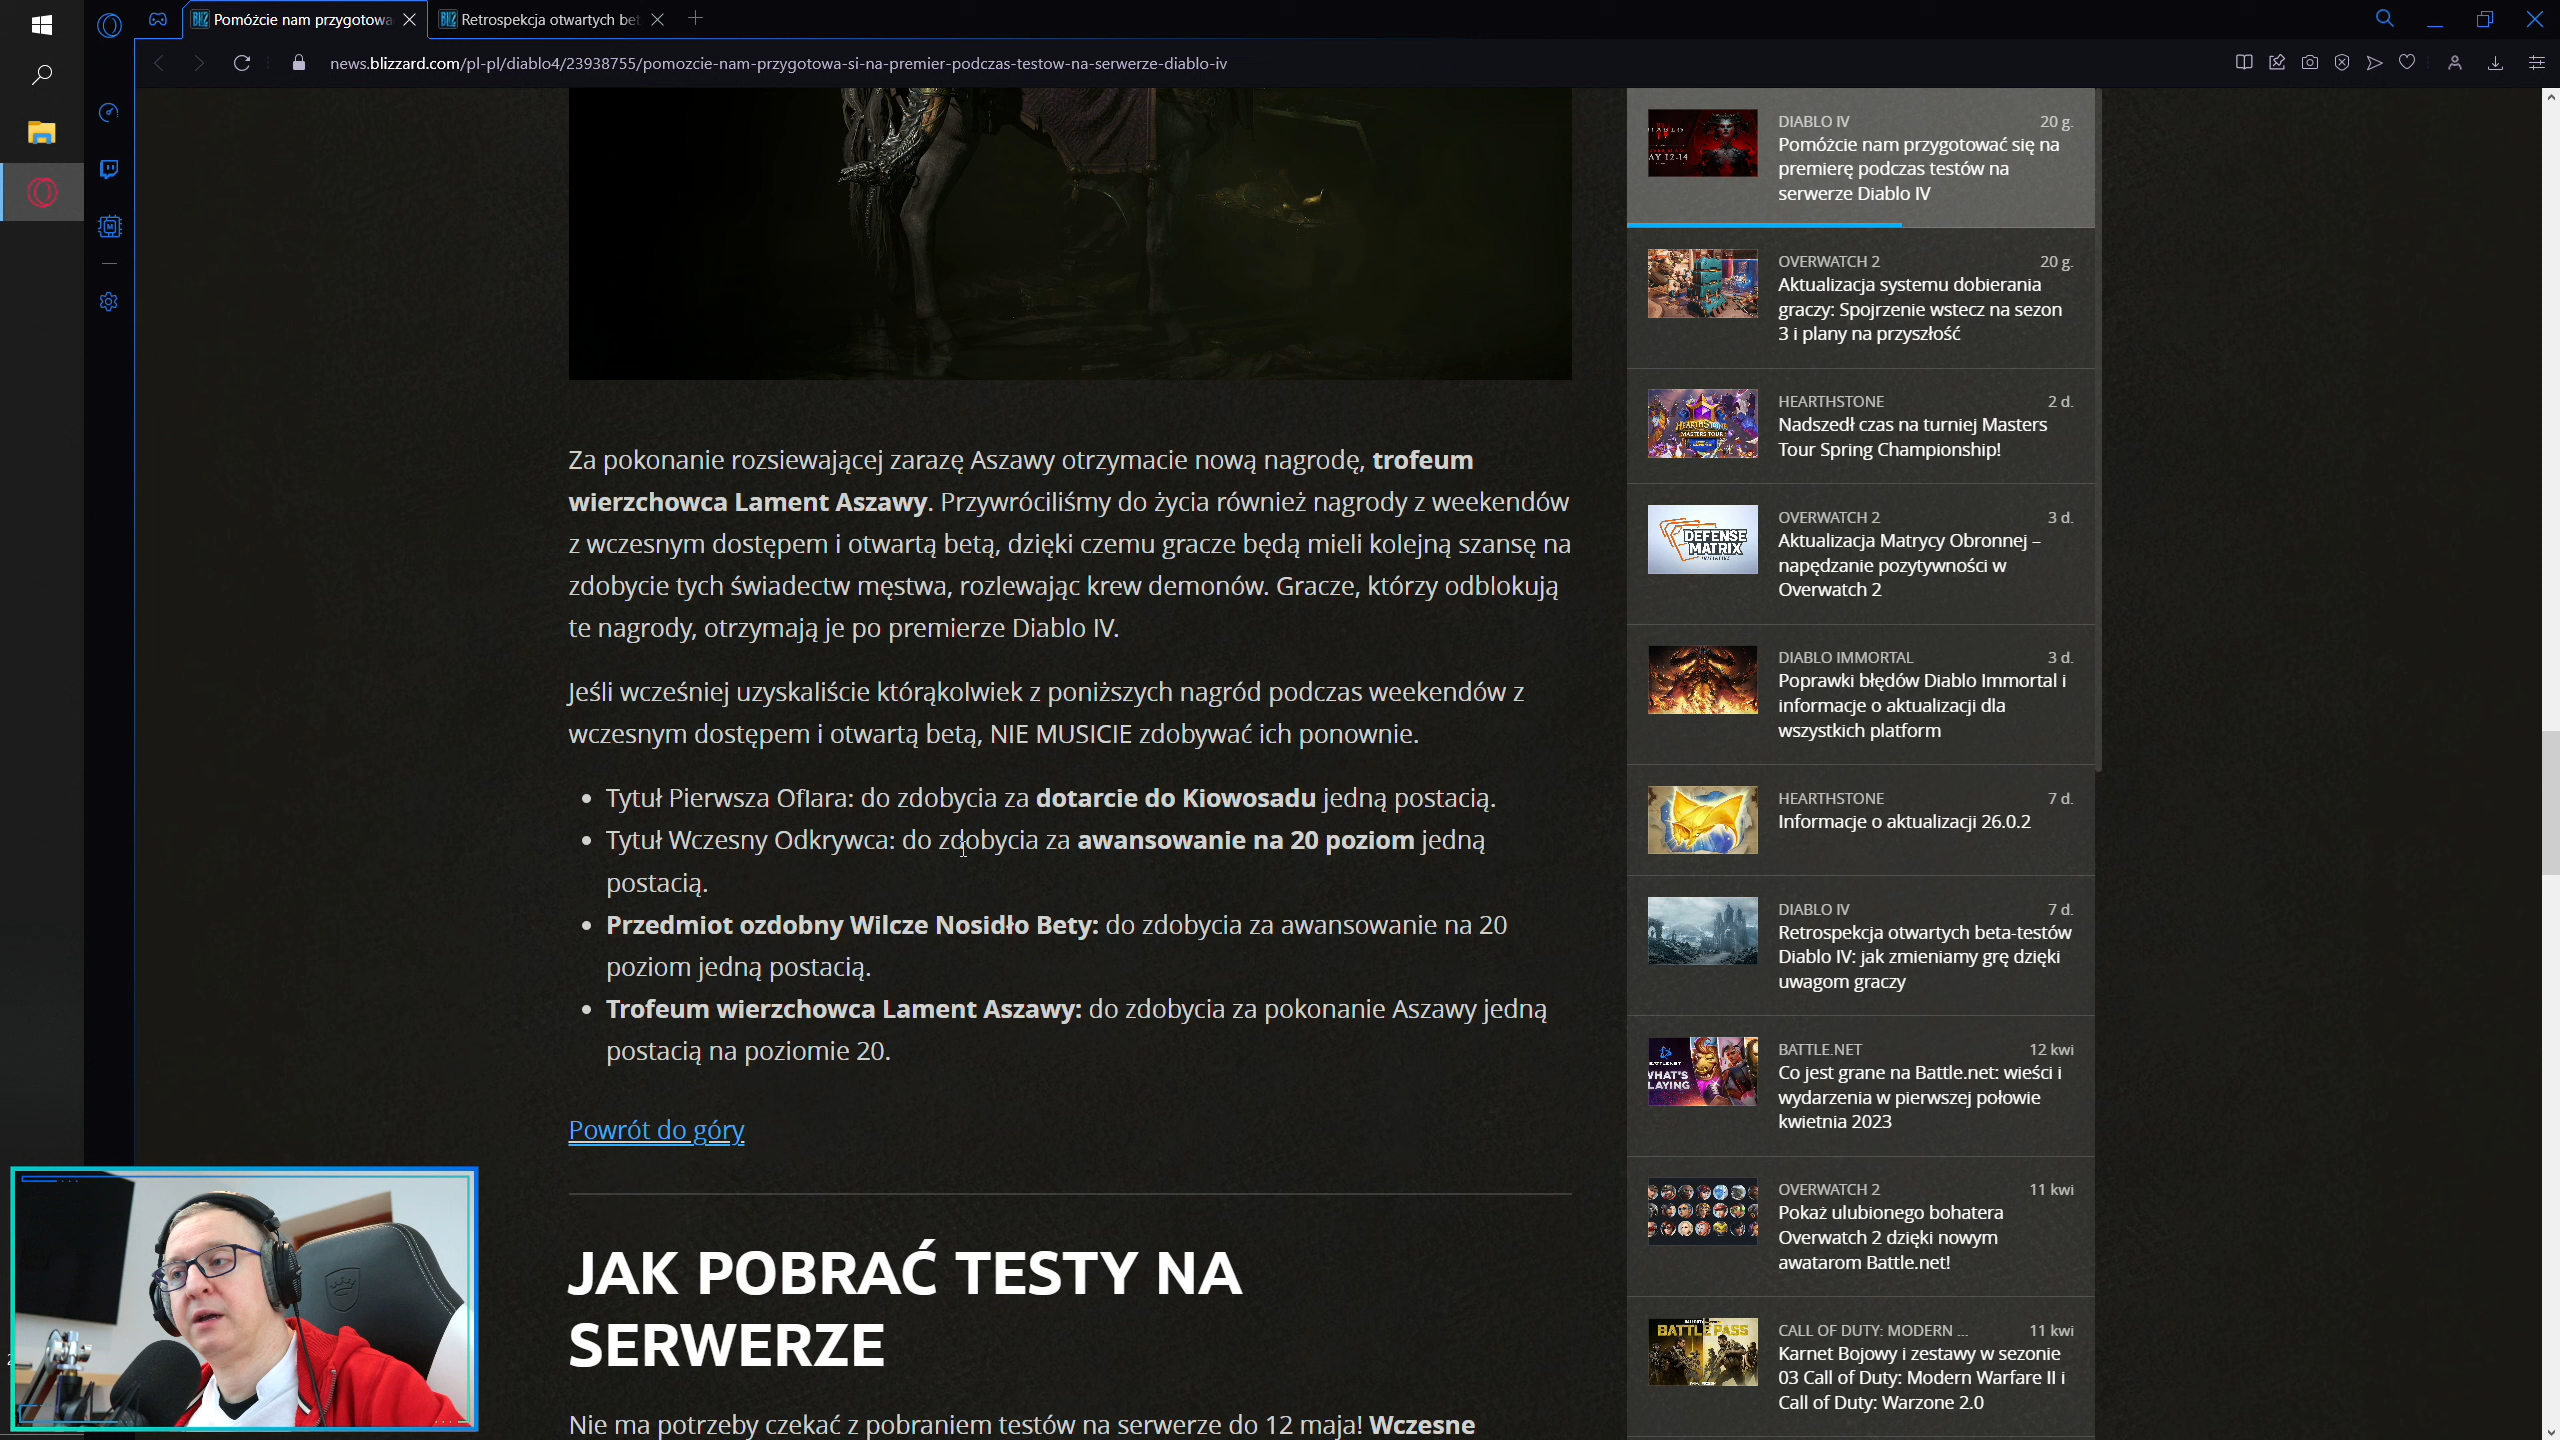 Pomóżcie nam przygotowa
Retrospekcja otwartych bet
news.blizzard.com/pl-pl/diablo4/23938755/pomozcie-nam-przygotowa-si-na-premier-podczas-testow-na-serwerze-diablo-iv
Za pokonanie rozsiewającej zarazę Aszawy otrzymacie nową nagrodę, trofeum
wierzchowca Lament Aszawy. Przywróciliśmy do życia również nagrody z weekendów
z wczesnym dostępem i otwartą betą, dzięki czemu gracze będą mieli kolejną szansę na
zdobycie tych świadectw męstwa, rozlewając krew demonów. Gracze, którzy odblokują
te nagrody, otrzymają je po premierze Diablo IV.
Jeśli wcześniej uzyskaliście którąkolwiek z poniższych nagród podczas weekendów z
wczesnym dostępem i otwartą betą, NIE MUSICIE zdobywać ich ponownie.
• Tytuł Pierwsza Ofiara: do zdobycia za dotarcie do Kiowosadu jedną postacią.
• Tytuł Wczesny Odkrywca: do zdobycia za awansowanie na 20 poziom jedną
postacią.
• Przedmiot ozdobny Wilcze Nosidło Bety: do zdobycia za awansowanie na 20
poziom jedną postacią.
• Trofeum wierzchowca Lament Aszawy: do zdobycia za pokonanie Aszawy jedną
postacią na poziomie 20.
Powrót do góry
JAK POBRAĆ TESTY NA
SERWERZE
Nie ma potrzeby czekać z pobraniem testów na serwerze do 12 maja! Wczesne
DIABLO IV 20 g.
Pomóżcie nam przygotować się na
premierę podczas testów na
serwerze Diablo IV
OVERWATCH 2 20 g.
Aktualizacja systemu dobierania
graczy: Spojrzenie wstecz na sezon
3 i plany na przyszłość
HEARTHSTONE 2 d.
Nadszedł czas na turniej Masters
Tour Spring Championship!
DEFENSE
MATRIX
OVERWATCH 2 3 d.
Aktualizacja Matrycy Obronnej –
napędzanie pozytywności w
Overwatch 2
DIABLO IMMORTAL 3 d.
Poprawki błędów Diablo Immortal i
informacje o aktualizacji dla
wszystkich platform
HEARTHSTONE 7 d.
Informacje o aktualizacji 26.0.2
DIABLO IV 7 d.
Retrospekcja otwartych beta-testów
Diablo IV: jak zmieniamy grę dzięki
uwagom graczy
BATTLE.NET 12 kwi
Co jest grane na Battle.net: wieści i
wydarzenia w pierwszej połowie
kwietnia 2023
OVERWATCH 2 11 kwi
Pokaż ulubionego bohatera
Overwatch 2 dzięki nowym
awatarom Battle.net!
BATTLE PASS
CALL OF DUTY: MODERN ... 11 kwi
Karnet Bojowy i zestawy w sezonie
03 Call of Duty: Modern Warfare II i
Call of Duty: Warzone 2.0